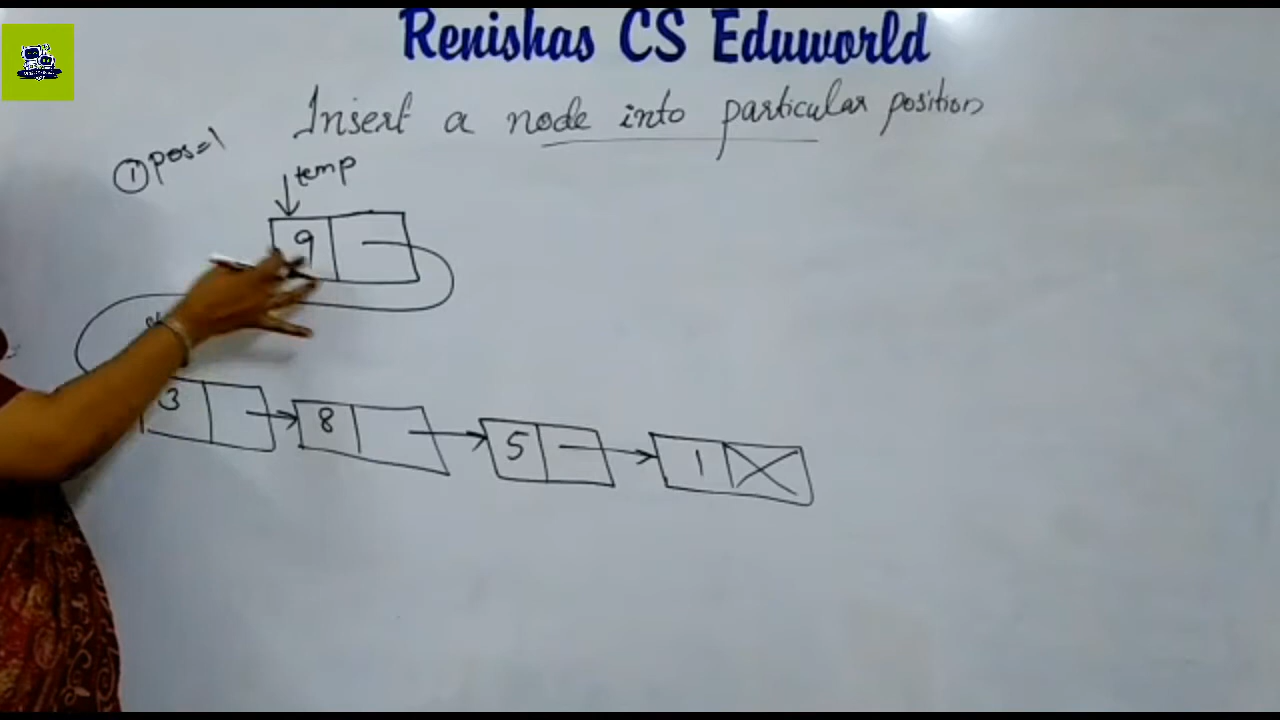 Renishas CS Eduworld
Insert a node into particular position
① pos=1
temp
9
3
8
5
1